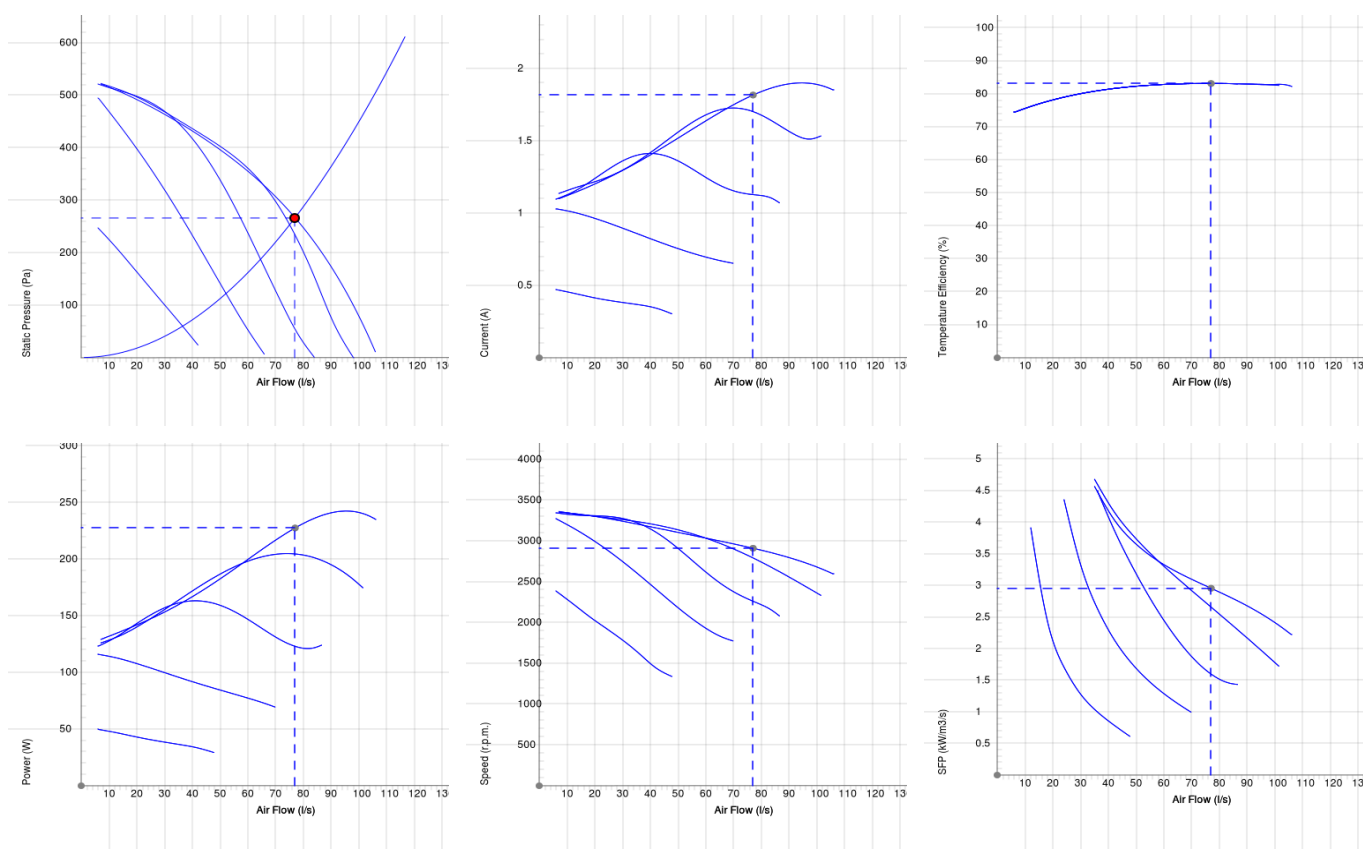 600
500
400
300
200
100
Static Pressure (Pa)
10 20 30 40 50 60 70 80 90 100 110 120 13
Air Flow (l/s)
2
1.5
1
0.5
Current (A)
10 20 30 40 50 60 70 80 90 100 110 120 13
Air Flow (l/s)
100
90
80
70
60
50
40
30
20
10
Temperature Efficiency (%)
10 20 30 40 50 60 70 80 90 100 110 120 13
Air Flow (l/s)
300
250
200
150
100
50
Power (W)
10 20 30 40 50 60 70 80 90 100 110 120 13
Air Flow (l/s)
4000
3500
3000
2500
2000
1500
1000
500
Speed (r.p.m.)
10 20 30 40 50 60 70 80 90 100 110 120 13
Air Flow (l/s)
5
4.5
4
3.5
3
2.5
2
1.5
1
0.5
SFP (kW/m3/s)
10 20 30 40 50 60 70 80 90 100 110 120 13
Air Flow (l/s)